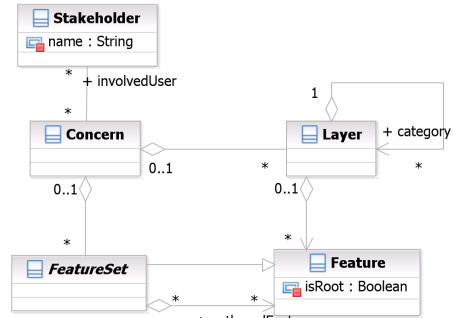 Stakeholder
name : String
*
+ involvedUser
*
1
Concern
Layer
+ category
0..1
*
*
0..1
0..1
*
*
FeatureSet
Feature
isRoot : Boolean
*
*